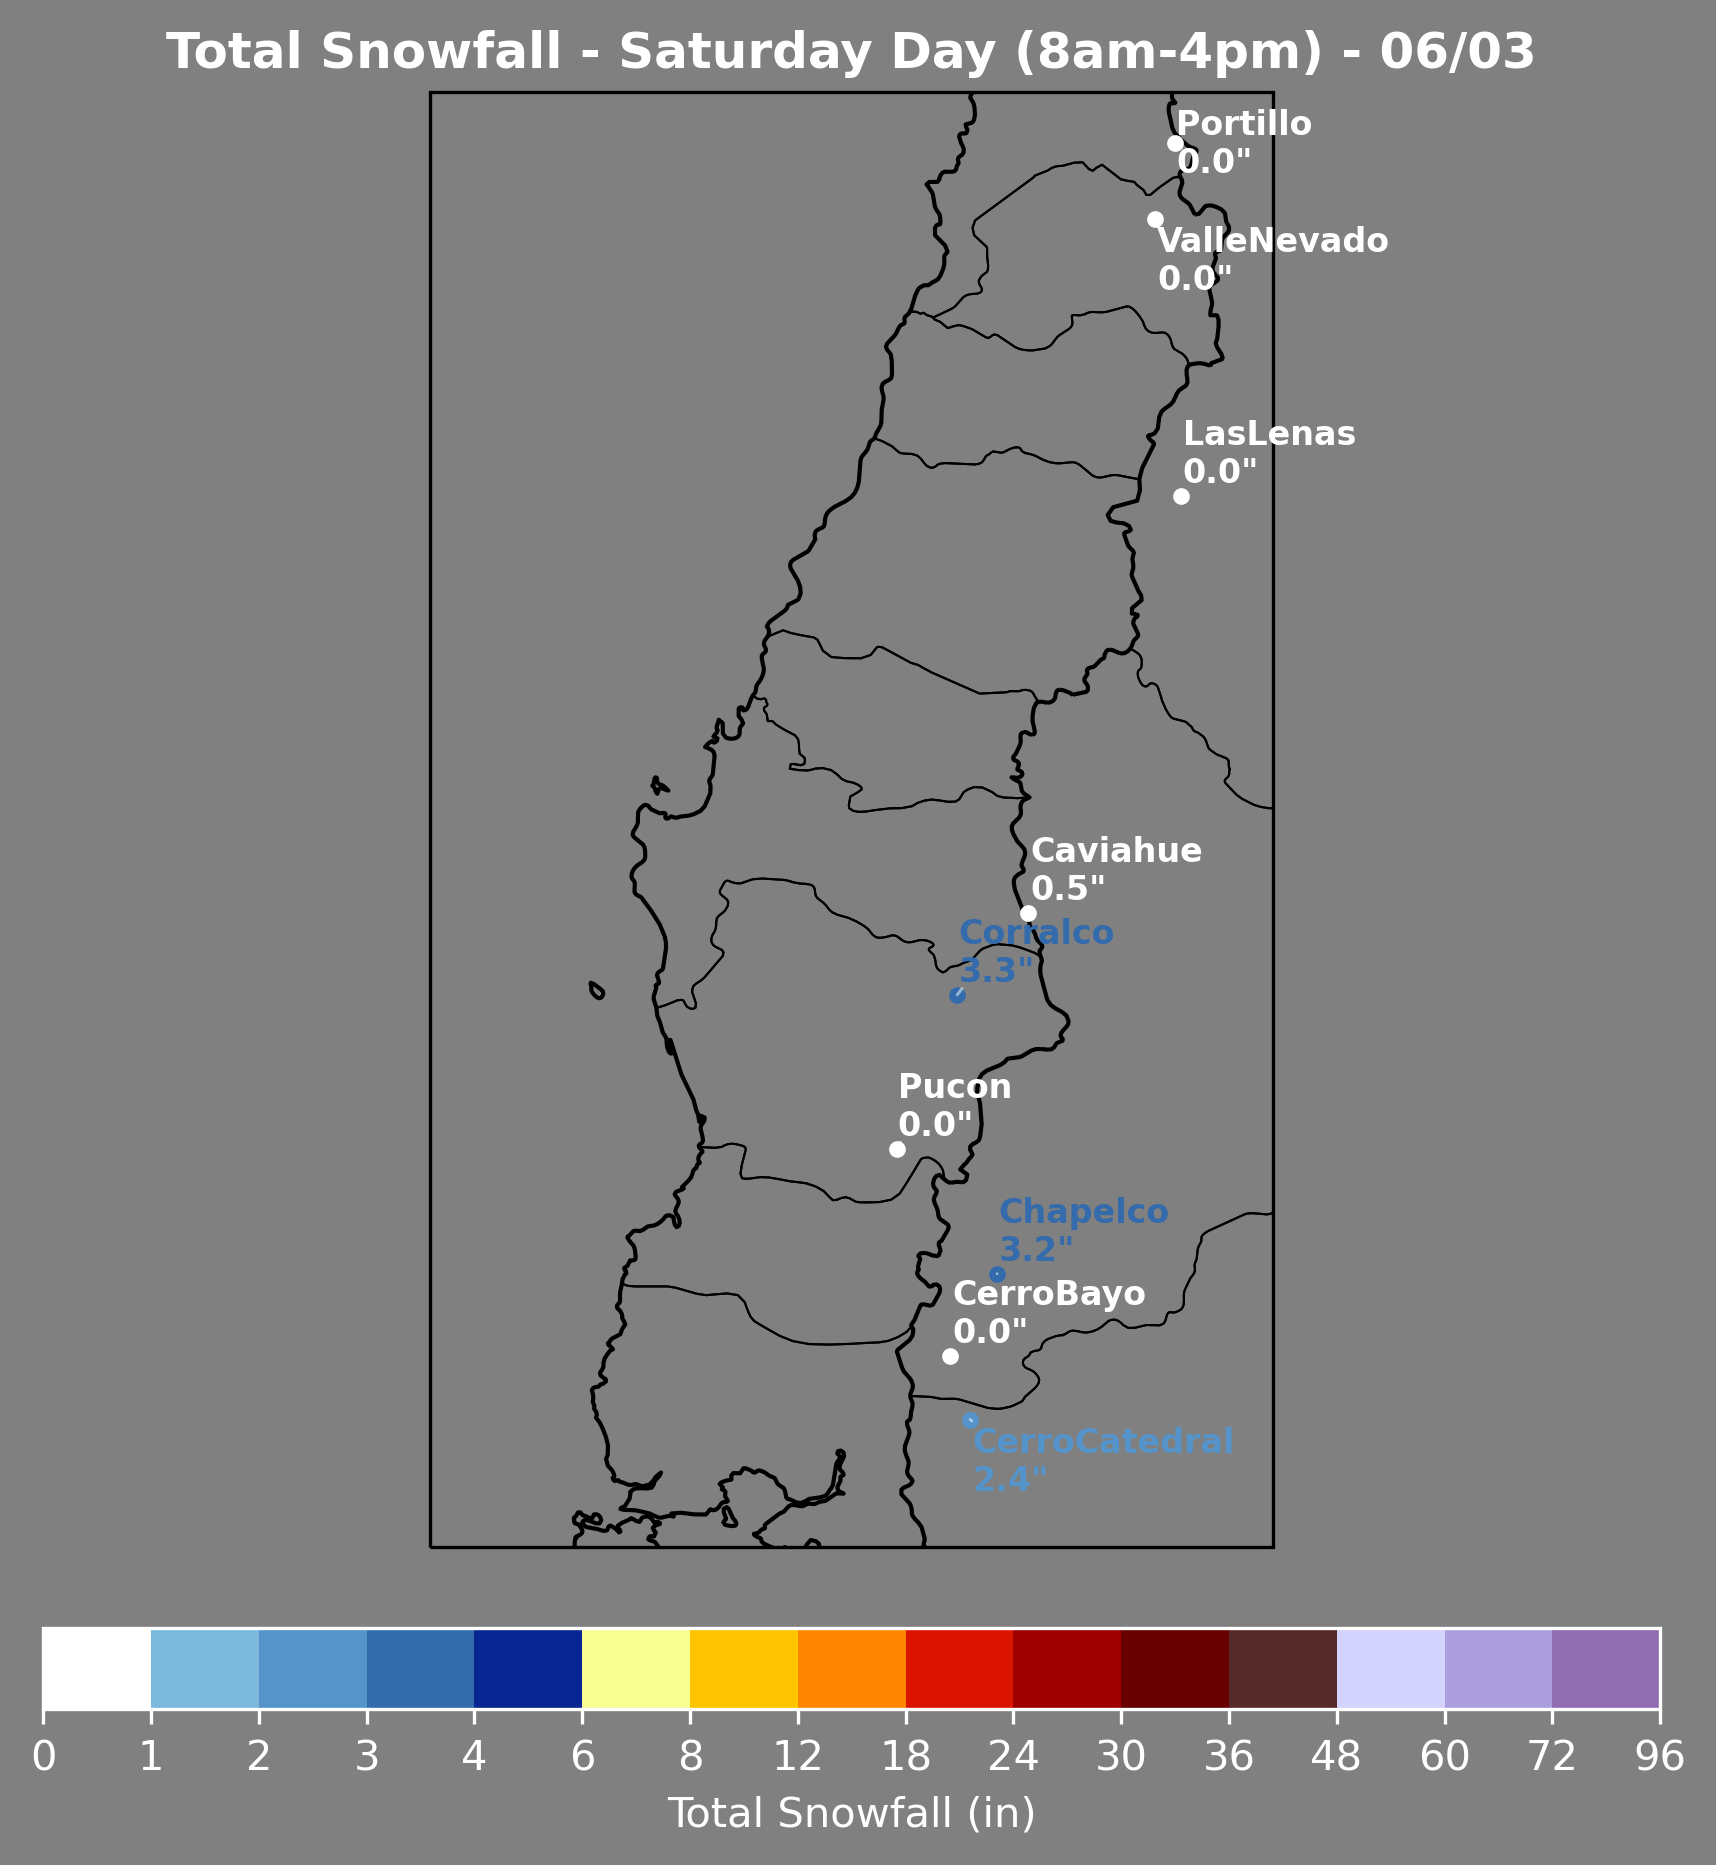 Total Snowfall - Saturday Day (8am-4pm) - 06/03
Portillo
0.0"
ValleNevado
0.0"
LasLenas
0.0"
Caviahue
0.5"
Corralco
3.3"
Pucon
0.0"
Chapelco
3.2"
CerroBayo
0.0"
CerroCatedral
2.4"
0 1 2 3 4 6 8 12 18 24 30 36 48 60 72 96
Total Snowfall (in)